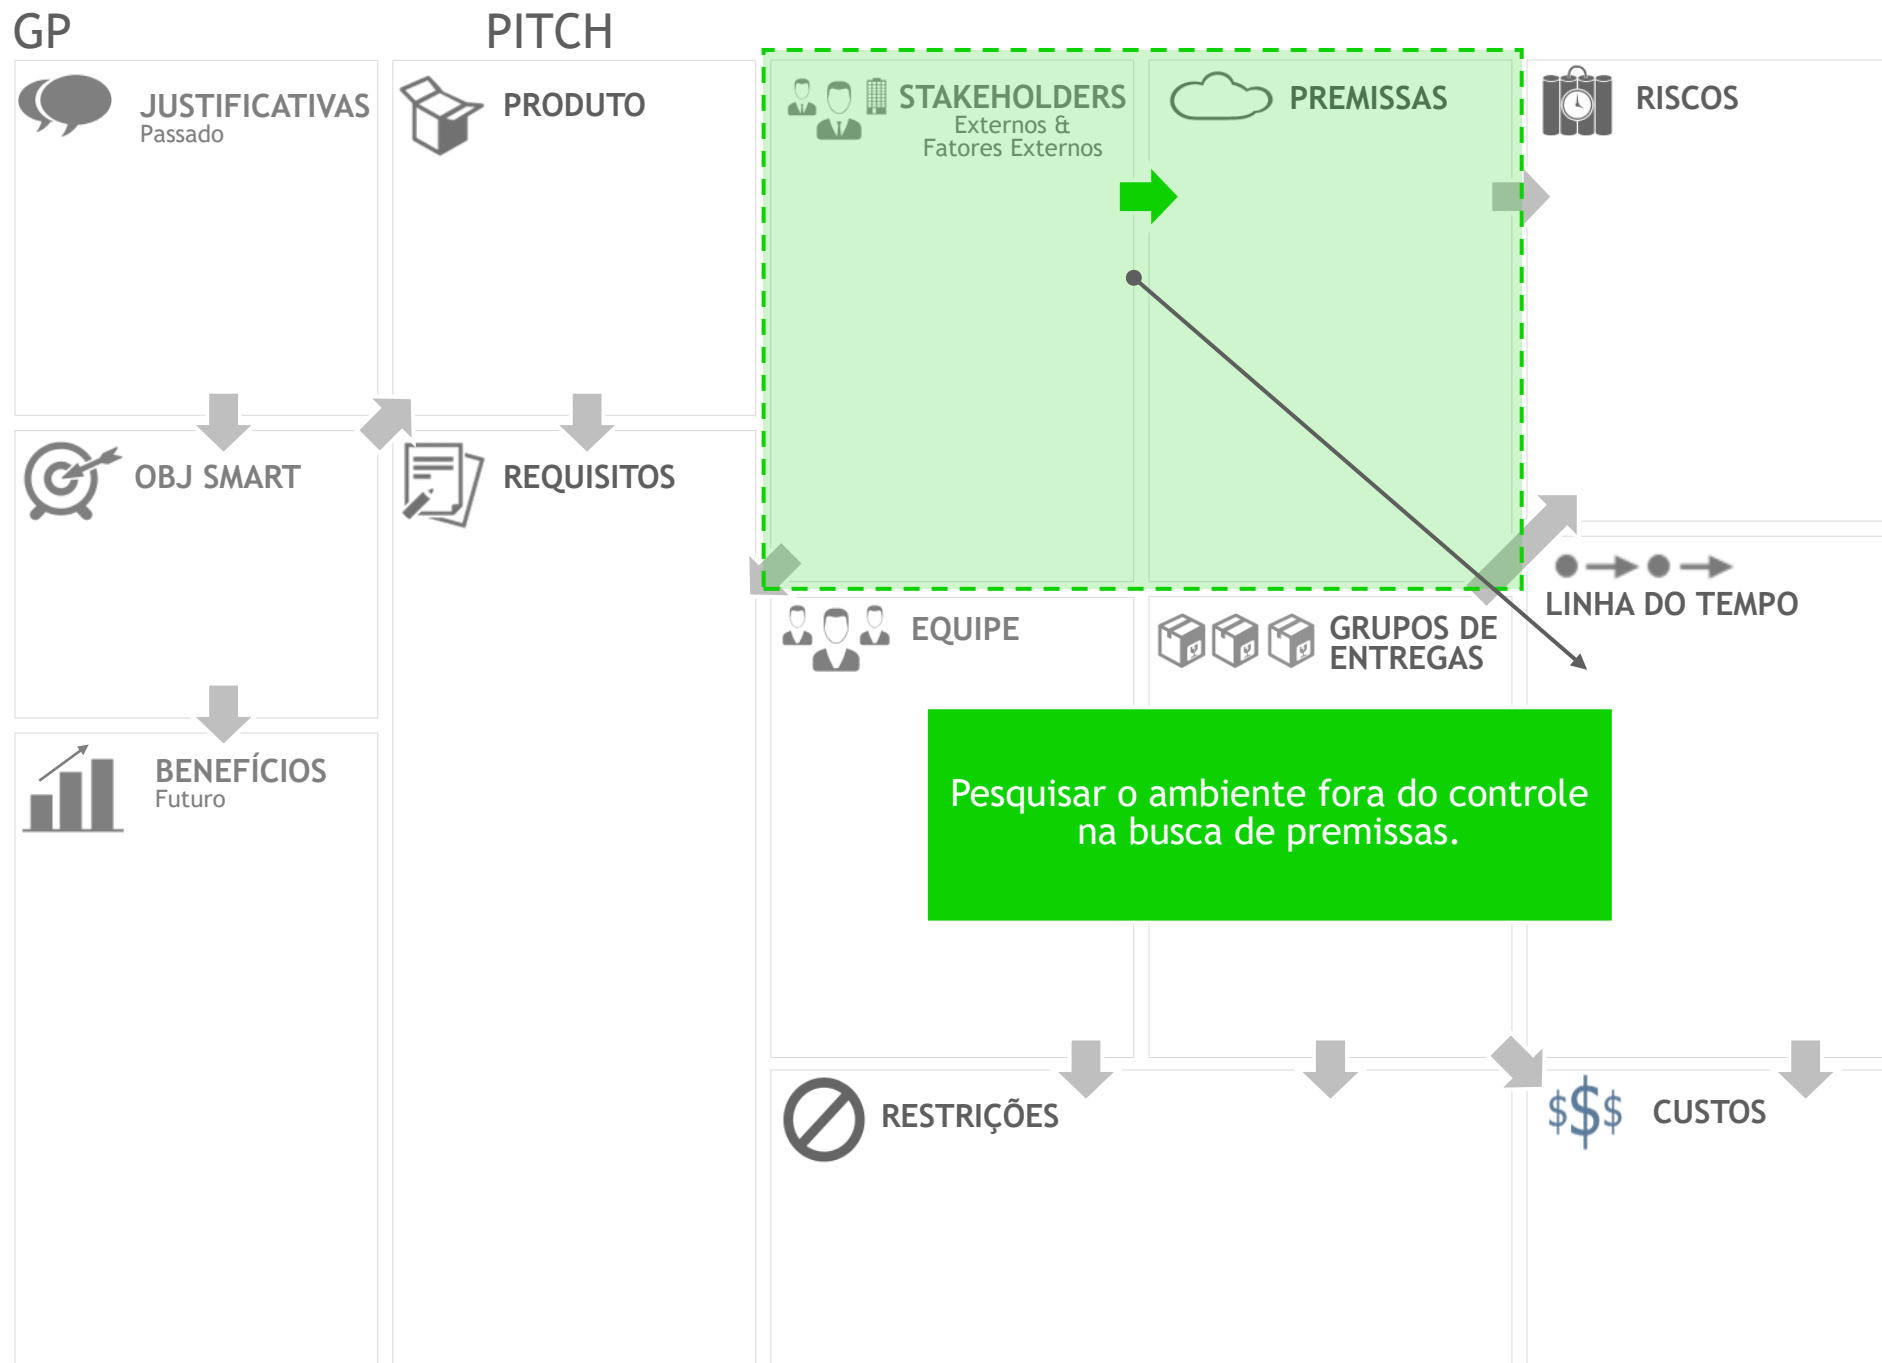 GP
PITCH
JUSTIFICATIVAS
Passado
PRODUTO
STAKEHOLDERS
Externos &
Fatores Externos
PREMISSAS
RISCOS
OBJ SMART
REQUISITOS
BENEFÍCIOS
Futuro
EQUIPE
GRUPOS DE
ENTREGAS
LINHA DO TEMPO
Pesquisar o ambiente fora do controle
na busca de premissas.
RESTRIÇÕES
$$$ CUSTOS